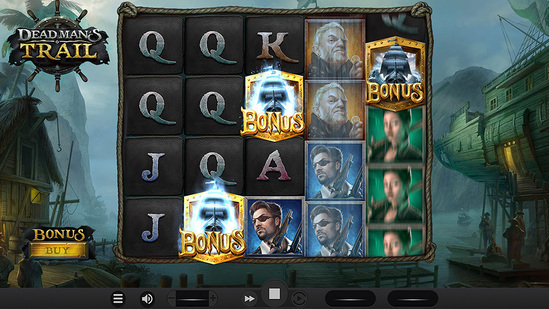 DEAD MAN'S
TRAIL
Q Q K
Q Q BONUS BONUS
J Q A
J BONUS
BONUS
BUY